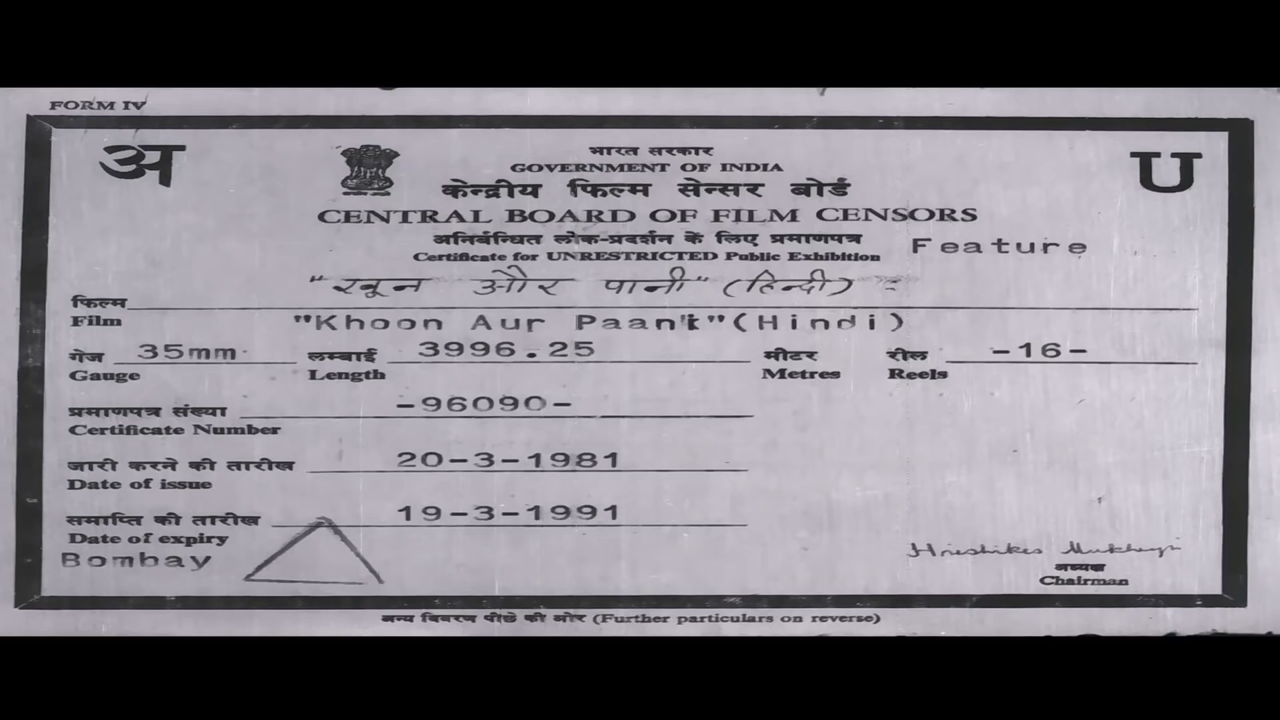 FORM IV
अ
U
भारत सरकार
GOVERNMENT OF INDIA
केन्द्रीय फिल्म सेन्सर बोर्ड
CENTRAL BOARD OF FILM CENSORS
अनिर्बन्धित लोक-प्रदर्शन के लिए प्रमाणपत्र
Certificate for UNRESTRICTED Public Exhibition Feature
फिल्म "खून और पानी" (हिन्दी)
Film "Khoon Aur Paani" (Hindi)
गेज 35mm लम्बाई 3996.25 मीटर रील -16-
Gauge Length Metres Reels
प्रमाणपत्र संख्या -96090-
Certificate Number
जारी करने की तारीख 20-3-1981
Date of issue
समाप्ति की तारीख 19-3-1991
Date of expiry
Bombay
Hrishikes Mukherji
अध्यक्ष
Chairman
अन्य विवरण पीछे की ओर (Further particulars on reverse)